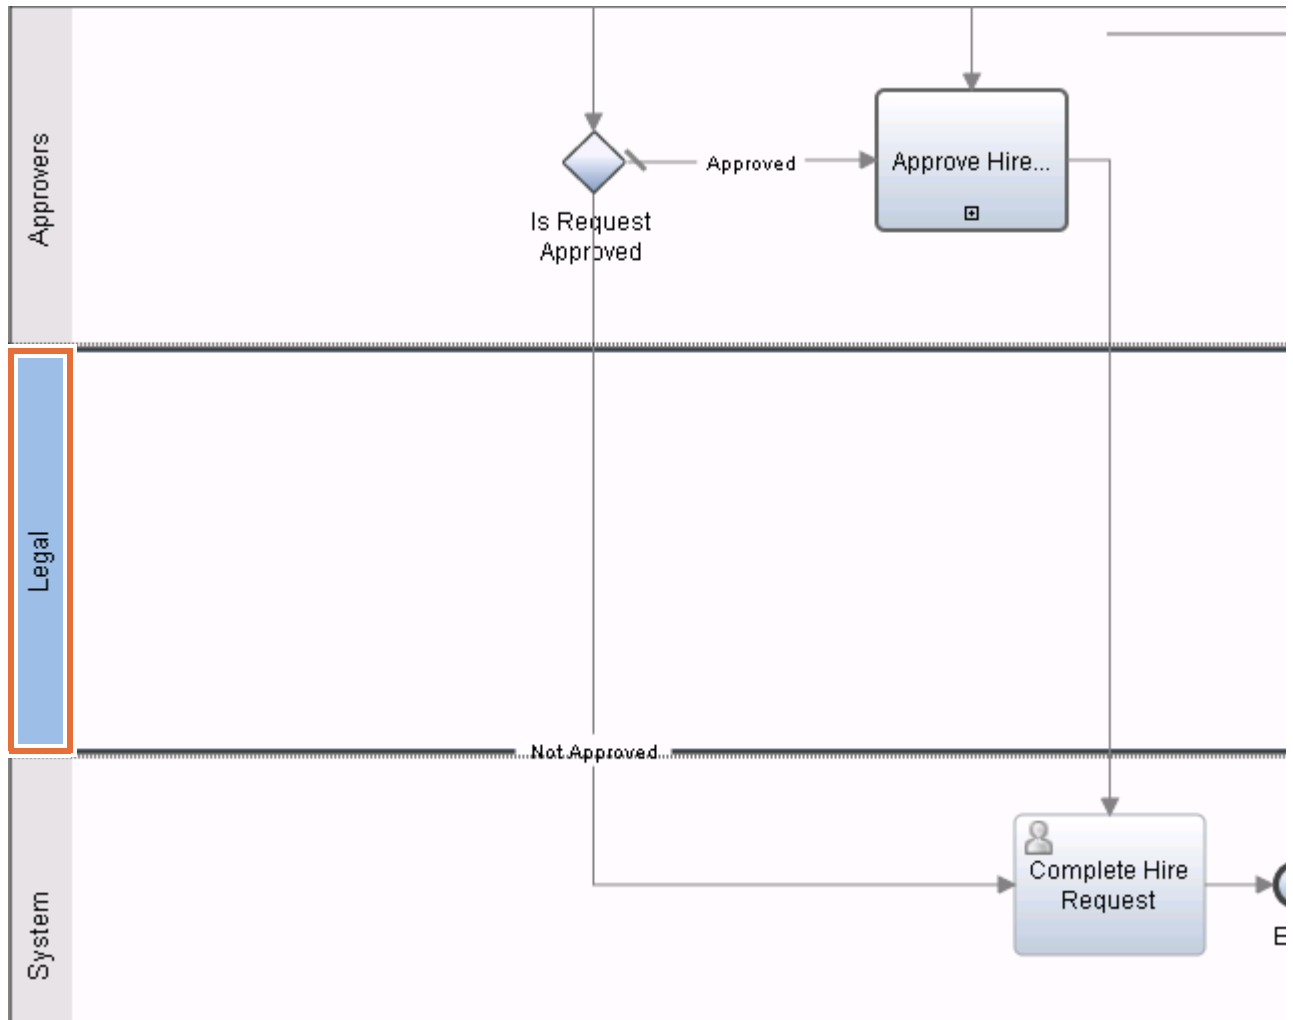 Approvers
Approved
Approve Hire...
Is Request
Approved
Legal
Not Approved
System
Complete Hire
Request
E